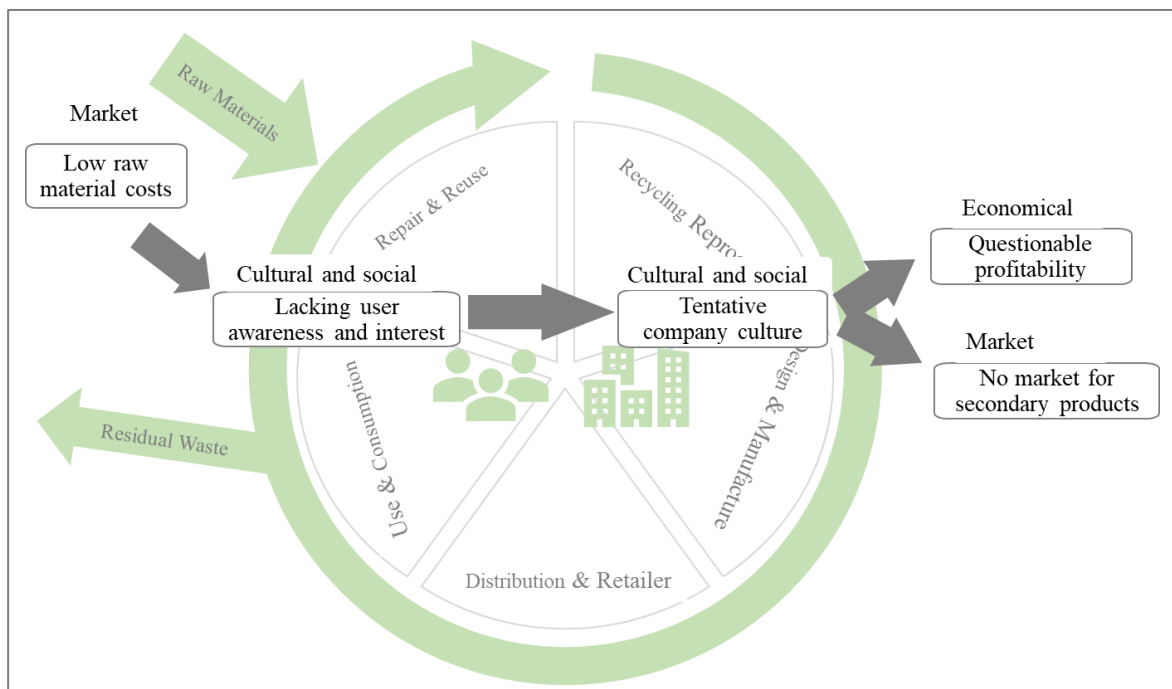 Raw Materials
Market
Low raw
material costs
Repair & Reuse
Recycling
Economical
Questionable
profitability
Cultural and social
Lacking user
awareness and interest
Cultural and social
Tentative
company culture
Market
No market for
secondary products
Residual Waste
Use & Consumption
Design & Manufacture
Distribution & Retailer